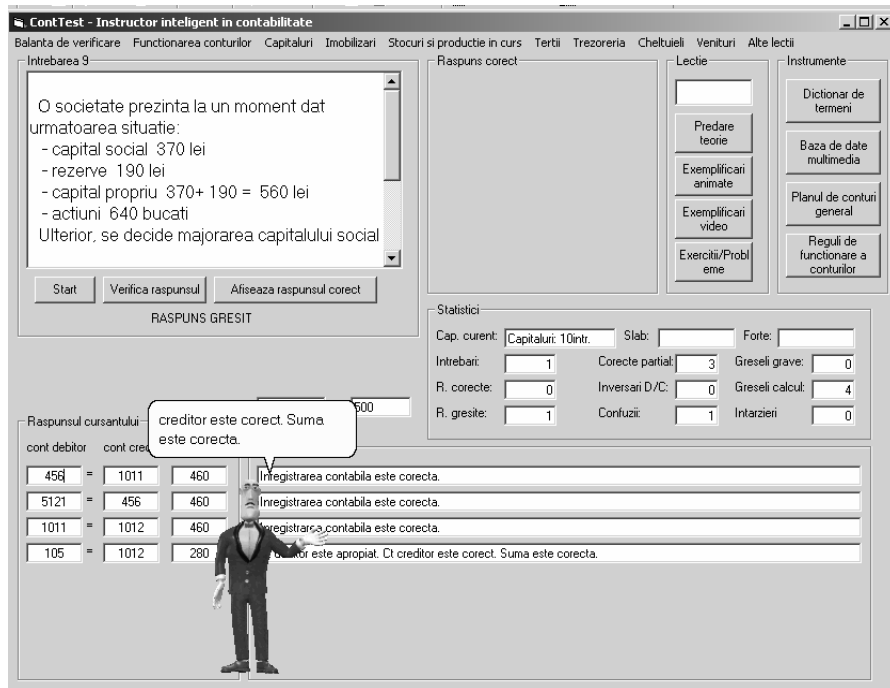 ContTest - Instructor inteligent in contabilitate
Balanta de verificare Functionarea conturilor Capitaluri Imobilizari Stocuri si productie in curs Tertii Trezoreria Cheltuieli Venituri Alte lectii
Intrebarea 9
O societate prezinta la un moment dat
urmatoarea situatie:
- capital social 370 lei
- rezerve 190 lei
- capital propriu 370+ 190 = 560 lei
- actiuni 640 bucati
Ulterior, se decide majorarea capitalului social
Start Verifica raspunsul Afiseaza raspunsul corect
RASPUNS GRESIT
Raspuns corect
Lectie
Predare
teorie
Exemplificari
animate
Exemplificari
video
Exercitii/Probl
eme
Instrumente
Dictionar de
termeni
Baza de date
multimedia
Planul de conturi
general
Reguli de
functionare a
conturilor
Statistici
Cap. curent: Capitaluri: 10intr. Slab: Forte:
Intrebari: 1 Corecte partial: 3 Greseli grave: 0
R. corecte: 0 Inversari D/C: 0 Greseli calcul: 4
R. gresite: 1 Confuzii: 1 Intarzieri 0
500
creditor este corect. Suma
este corecta.
Raspunsul cursantului
cont debitor cont
456 = 1011 460 Inregistrarea contabila este corecta.
5121 = 456 460 Inregistrarea contabila este corecta.
1011 = 1012 460 Inregistrarea contabila este corecta.
105 = 1012 280 este apropiat. Ct creditor este corect. Suma este corecta.